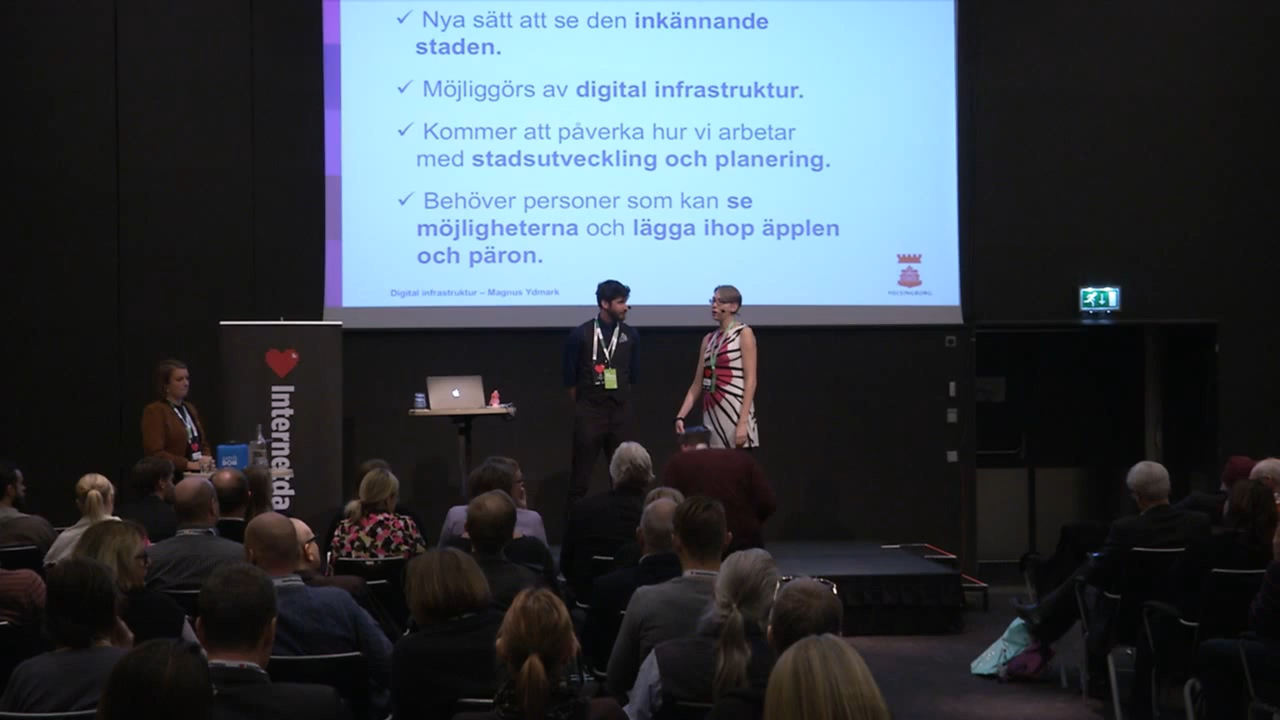 ✓ Nya sätt att se den inkännande
staden.
✓ Möjliggörs av digital infrastruktur.
✓ Kommer att påverka hur vi arbetar
med stadsutveckling och planering.
✓ Behöver personer som kan se
möjligheterna och lägga ihop äpplen
och päron.
Digital infrastruktur – Magnus Ydmark
HELSINGBORG
Internetda